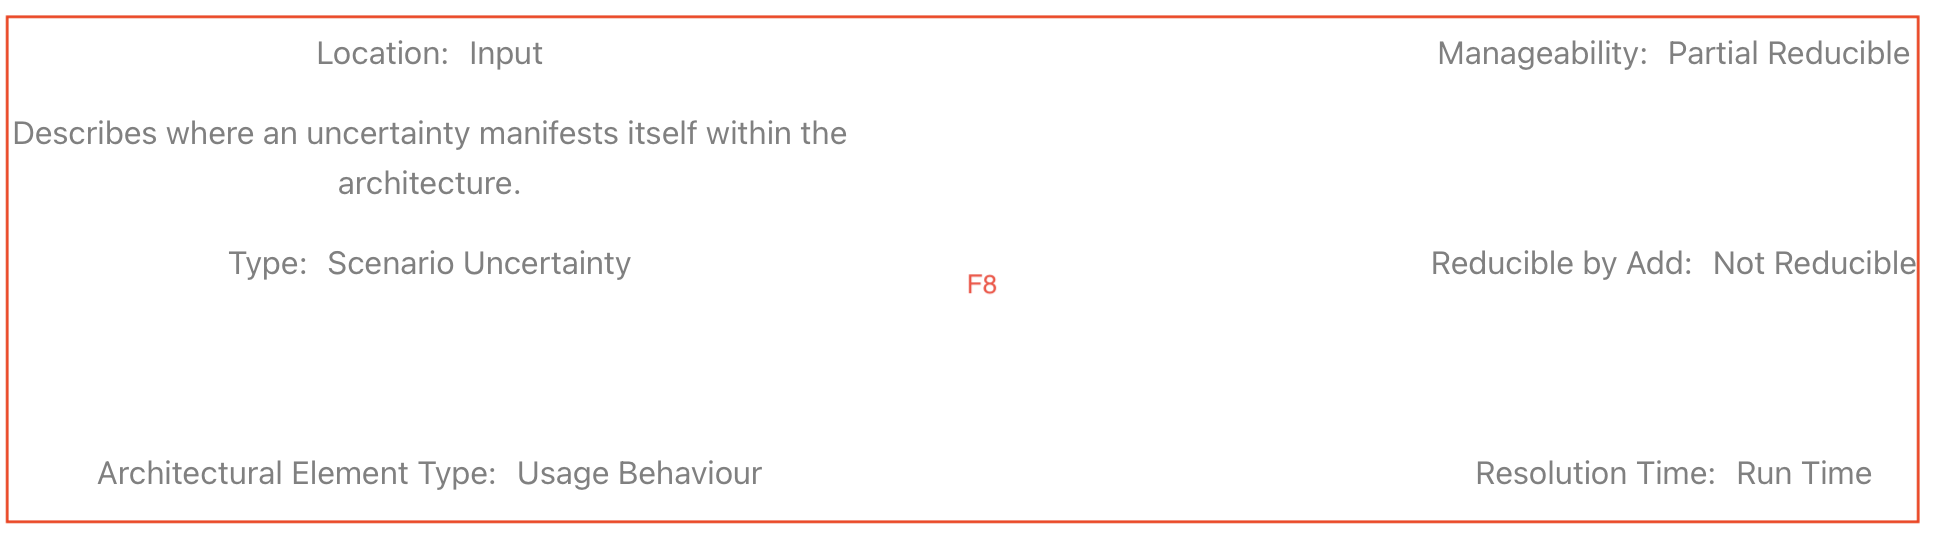 Location: Input
Manageability: Partial Reducible
Describes where an uncertainty manifests itself within the
architecture.
Type: Scenario Uncertainty
Reducible by Add: Not Reducible
F8
Architectural Element Type: Usage Behaviour
Resolution Time: Run Time